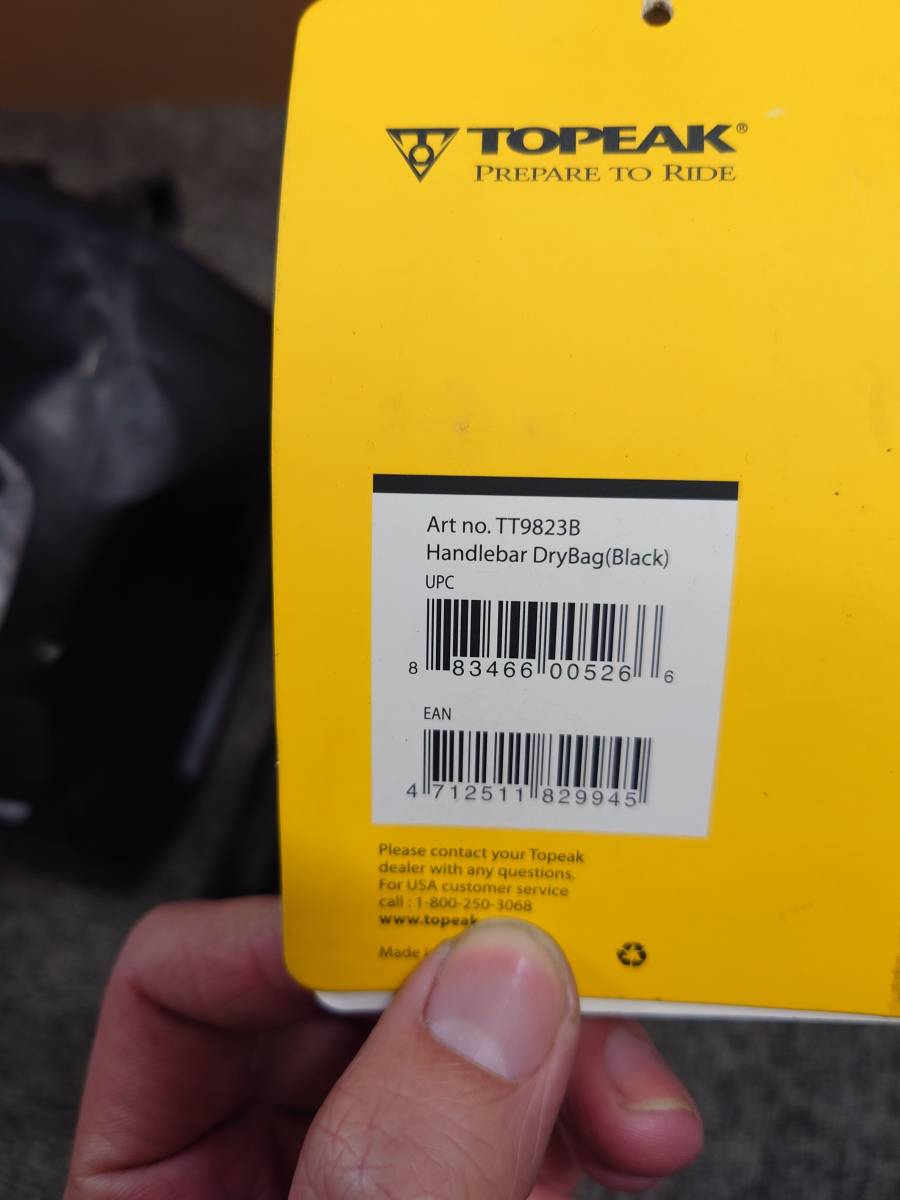 TOPEAK®
PREPARE TO RIDE
Art no. TT9823B
Handlebar DryBag(Black)
UPC
8 83466 00526 6
EAN
4 712511 829945
Please contact your Topeak
dealer with any questions.
For USA customer service
call : 1-800-250-3068
www.topeak
Made